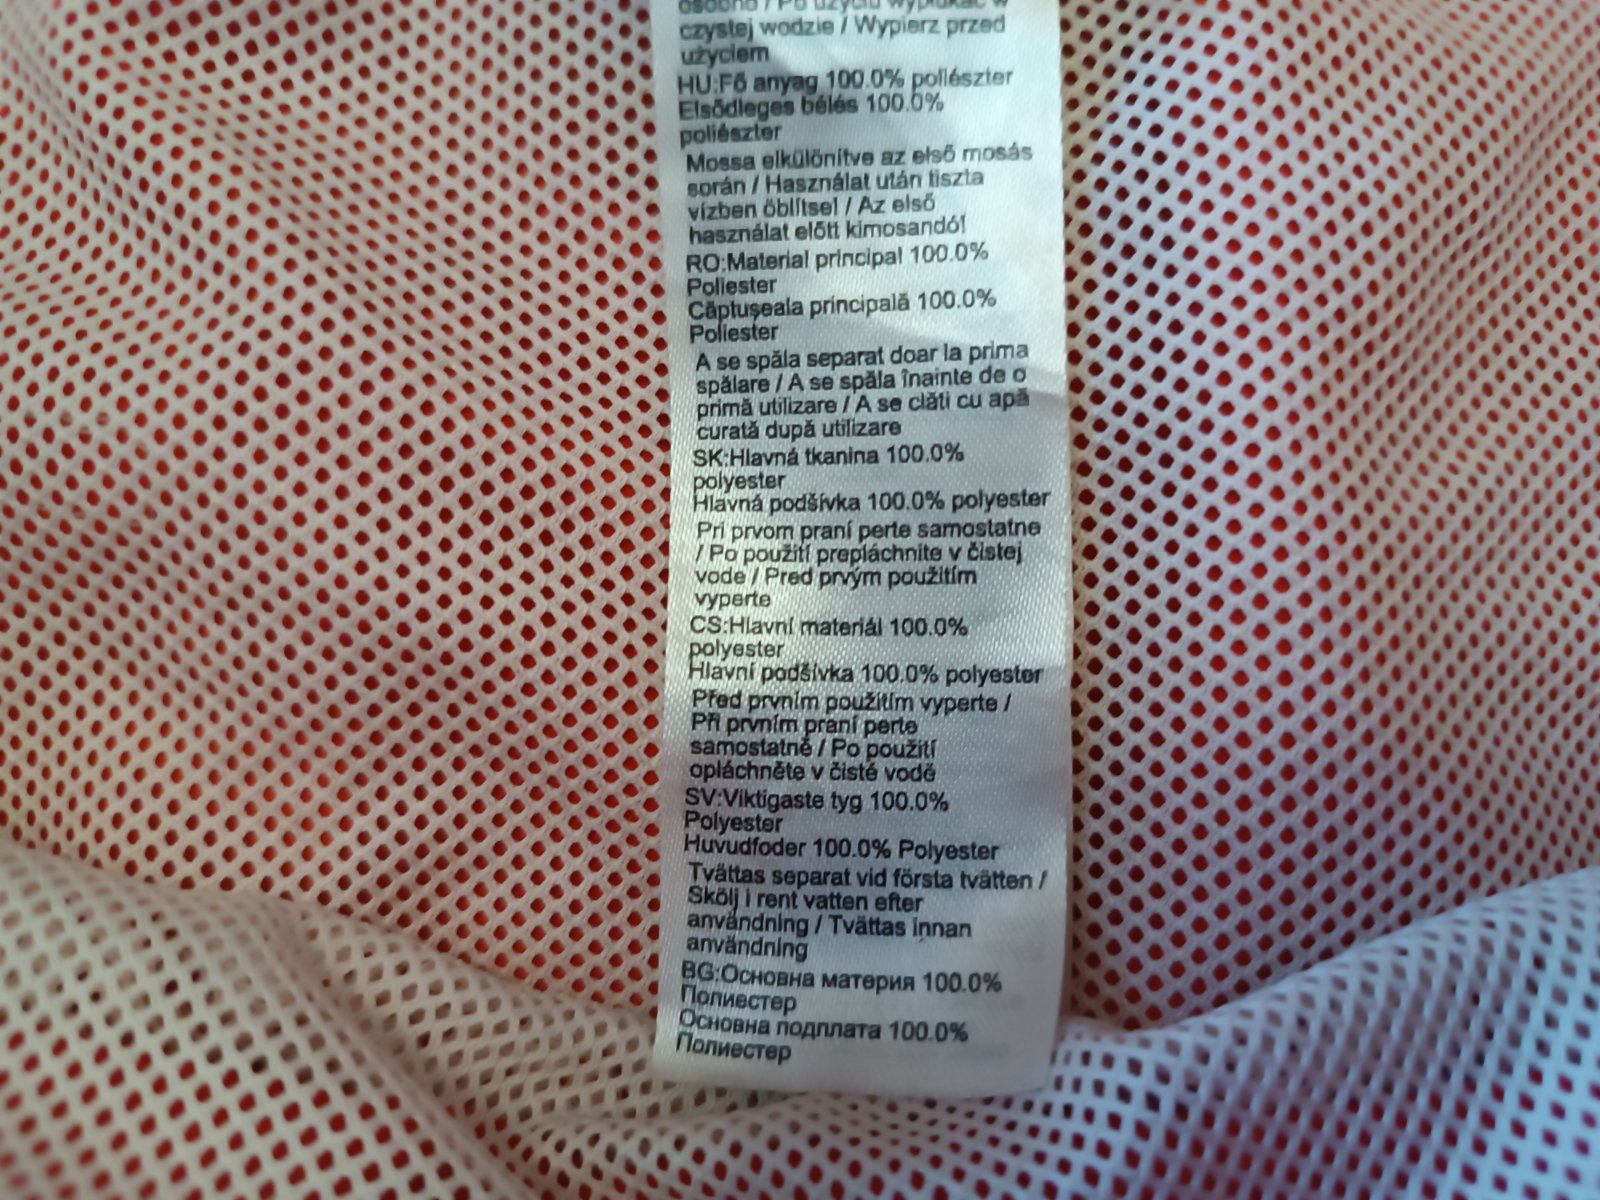 osobno / Po użyciu wypłukać w
czystej wodzie / Wypierz przed
użyciem
HU:Fő anyag 100.0% poliészter
Elsődleges bélés 100.0%
poliészter
Mossa elkülönítve az első mosás
során / Használat után tiszta
vízben öblítse! / Az első
használat előtt kimosandó!
RO:Material principal 100.0%
Poliester
Căptuşeala principală 100.0%
Poliester
A se spăla separat doar la prima
spălare / A se spăla înainte de o
primă utilizare / A se clăti cu apă
curată după utilizare
SK:Hlavná tkanina 100.0%
polyester
Hlavná podšívka 100.0% polyester
Pri prvom praní perte samostatne
/ Po použití prepláchnite v čistej
vode / Pred prvým použitím
vyperte
CS:Hlavní materiál 100.0%
polyester
Hlavní podšívka 100.0% polyester
Před prvním použitím vyperte /
Při prvním praní perte
samostatně / Po použití
opláchněte v čisté vodě
SV:Viktigaste tyg 100.0%
Polyester
Huvudfoder 100.0% Polyester
Tvättas separat vid första tvätten /
Skölj i rent vatten efter
användning / Tvättas innan
användning
BG:Основна материя 100.0%
Полиестер
Основна подплата 100.0%
Полиестер